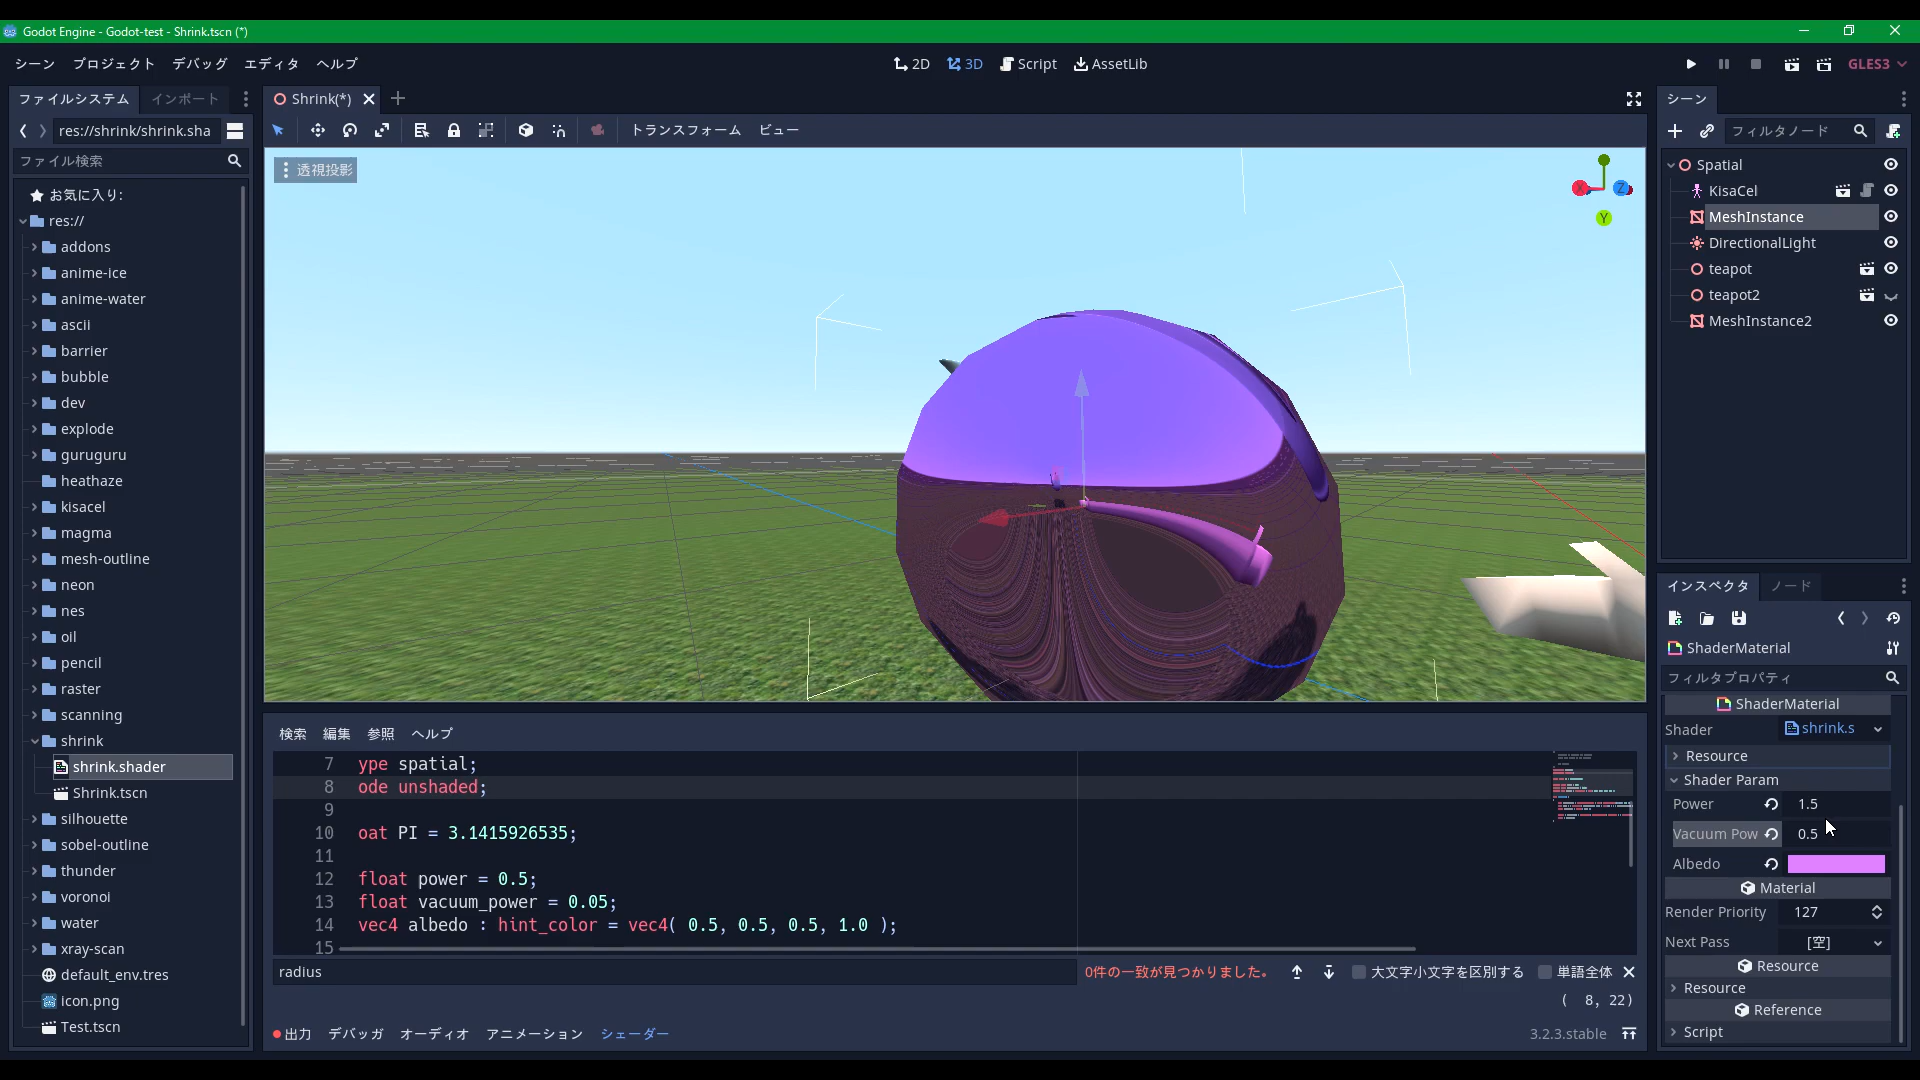 Godot Engine - Godot-test - Shrink.tscn (*)
シーン プロジェクト デバッグ エディタ ヘルプ
2D 3D Script AssetLib
GLES3
ファイルシステム インポート
res://shrink/shrink.sha
ファイル検索
お気に入り:
res://
addons
anime-ice
anime-water
ascii
barrier
bubble
dev
explode
guruguru
heathaze
kisacel
magma
mesh-outline
neon
nes
oil
pencil
raster
scanning
shrink
shrink.shader
Shrink.tscn
silhouette
sobel-outline
thunder
voronoi
water
xray-scan
default_env.tres
icon.png
Test.tscn
Shrink(*)
トランスフォーム ビュー
透視投影
X
Z
Y
検索 編集 参照 ヘルプ
7 ype spatial;
8 ode unshaded;
9
10 oat PI = 3.1415926535;
11
12 float power = 0.5;
13 float vacuum_power = 0.05;
14 vec4 albedo : hint_color = vec4( 0.5, 0.5, 0.5, 1.0 );
15
radius
0件の一致が見つかりました。
大文字小文字を区別する
単語全体
( 8, 22)
出力 デバッガ オーディオ アニメーション シェーダー
3.2.3.stable
シーン
フィルタノード
Spatial
KisaCel
MeshInstance
DirectionalLight
teapot
teapot2
MeshInstance2
インスペクタ ノード
ShaderMaterial
フィルタプロパティ
ShaderMaterial
Shader shrink.s
Resource
Shader Param
Power 1.5
Vacuum Pow 0.5
Albedo
Material
Render Priority 127
Next Pass [空]
Resource
Resource
Reference
Script